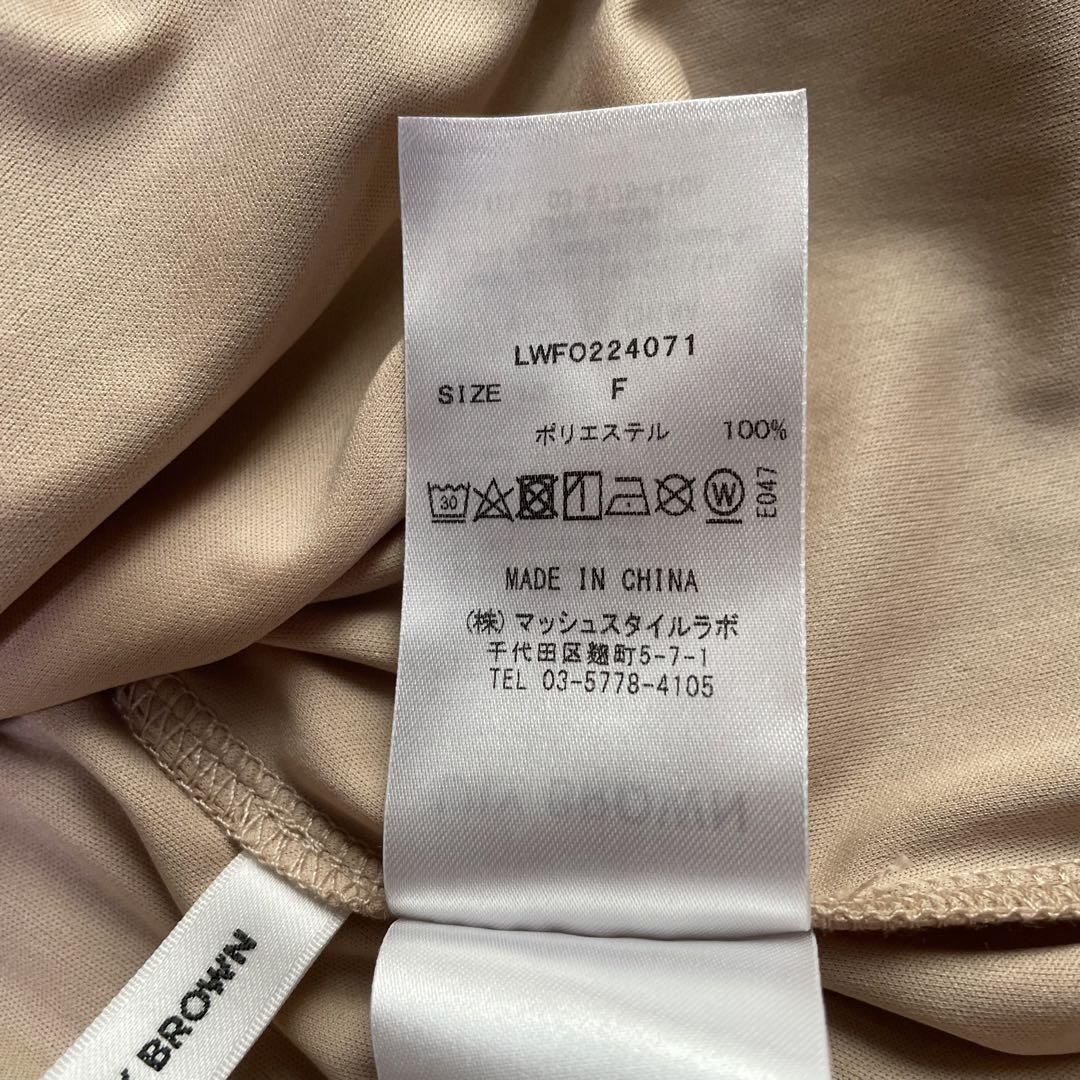 LWFO224071
SIZE F
ポリエステル 100%
30 W E047
MADE IN CHINA
(株)マッシュスタイルラボ
千代田区麹町5-7-1
TEL 03-5778-4105
BROWN